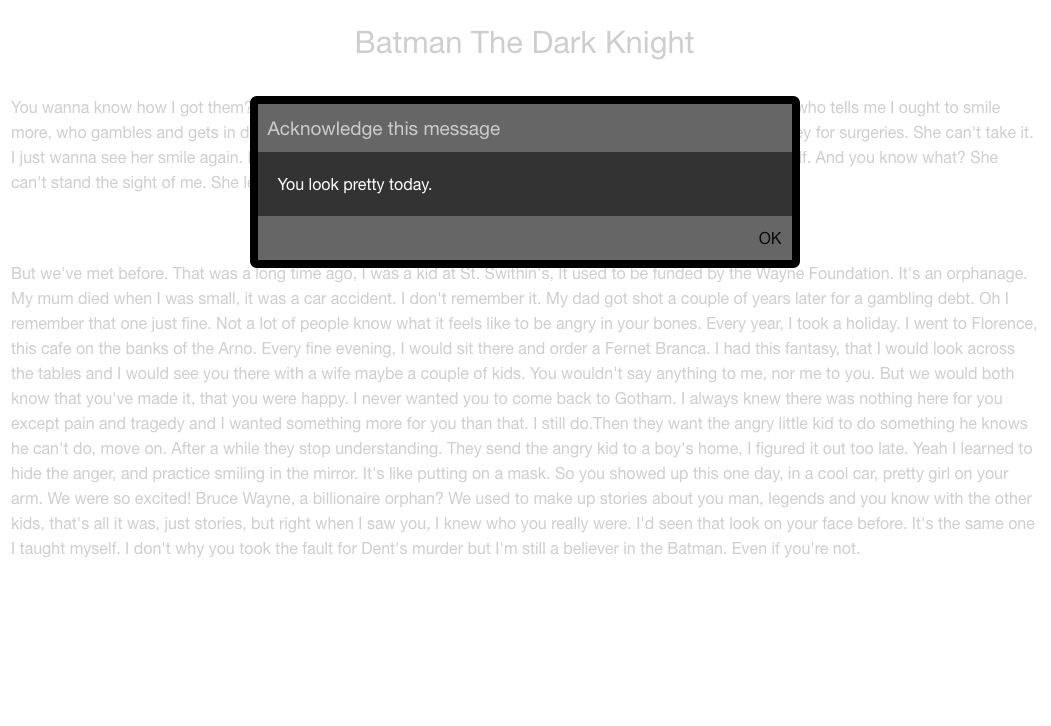 Batman The Dark Knight
You wanna know how I got them? who tells me I ought to smile
more, who gambles and gets in for surgeries. She can't take it.
I just wanna see her smile again. And you know what? She
can't stand the sight of me. She
Acknowledge this message
You look pretty today.
OK
But we've met before. That was a long time ago, I was a kid at St. Swithin's, It used to be funded by the Wayne Foundation. It's an orphanage.
My mum died when I was small, it was a car accident. I don't remember it. My dad got shot a couple of years later for a gambling debt. Oh I
remember that one just fine. Not a lot of people know what it feels like to be angry in your bones. Every year, I took a holiday. I went to Florence,
this cafe on the banks of the Arno. Every fine evening, I would sit there and order a Fernet Branca. I had this fantasy, that I would look across
the tables and I would see you there with a wife maybe a couple of kids. You wouldn't say anything to me, nor me to you. But we would both
know that you've made it, that you were happy. I never wanted you to come back to Gotham. I always knew there was nothing here for you
except pain and tragedy and I wanted something more for you than that. I still do.Then they want the angry little kid to do something he knows
he can't do, move on. After a while they stop understanding. They send the angry kid to a boy's home, I figured it out too late. Yeah I learned to
hide the anger, and practice smiling in the mirror. It's like putting on a mask. So you showed up this one day, in a cool car, pretty girl on your
arm. We were so excited! Bruce Wayne, a billionaire orphan? We used to make up stories about you man, legends and you know with the other
kids, that's all it was, just stories, but right when I saw you, I knew who you really were. I'd seen that look on your face before. It's the same one
I taught myself. I don't why you took the fault for Dent's murder but I'm still a believer in the Batman. Even if you're not.